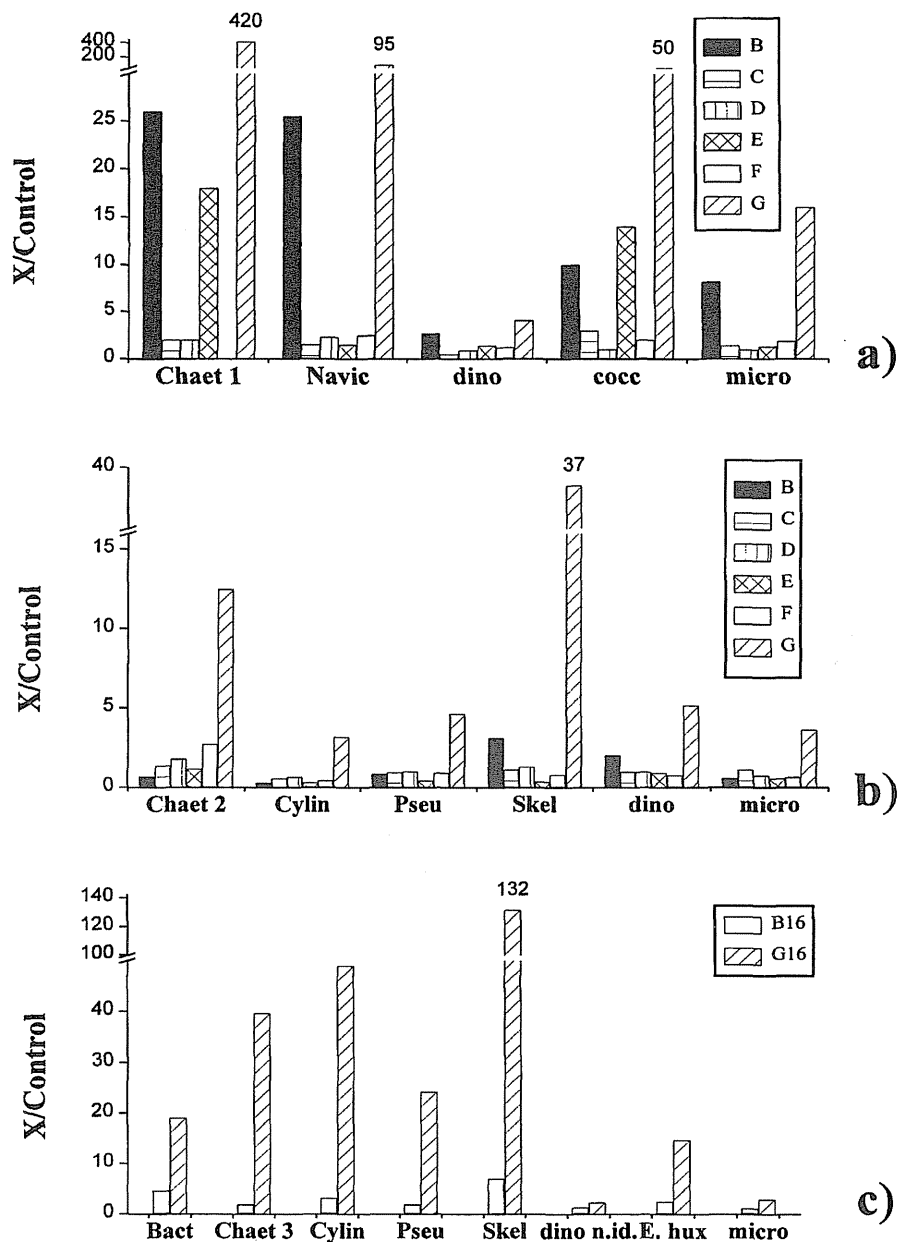 420
95
50
400
200
25
20
15
10
5
0
X/Control
B
C
D
E
F
G
Chaet 1 Navic dino cocc micro
a)
40
37
15
10
5
0
X/Control
B
C
D
E
F
G
Chaet 2 Cylin Pseu Skel dino micro
b)
140
132
120
100
40
30
20
10
0
X/Control
B16
G16
Bact Chaet 3 Cylin Pseu Skel dino n.id. E. hux micro
c)